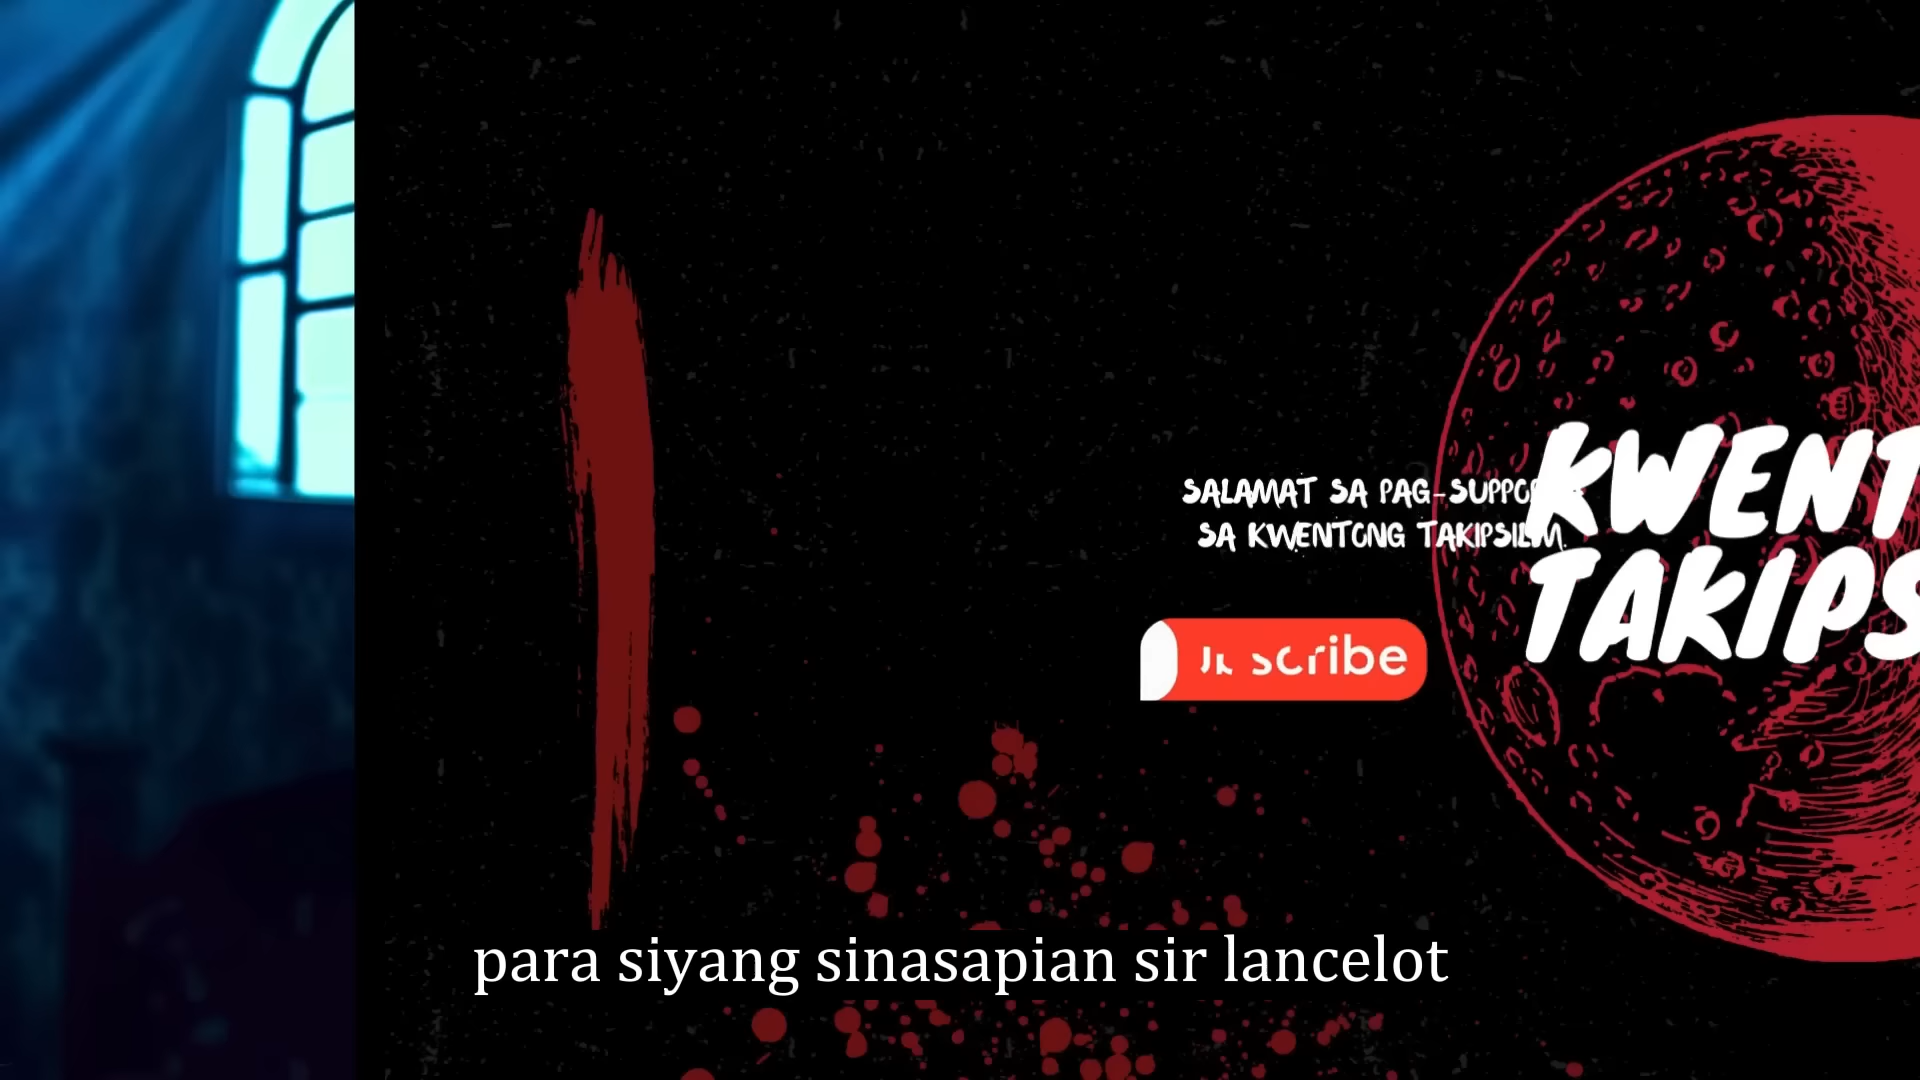 SALAMAT SA PAG-SUPPO
SA KWENTONG TAKIPSILIM.
KWENT
TAKIPS
scribe
para siyang sinasapian sir lancelot